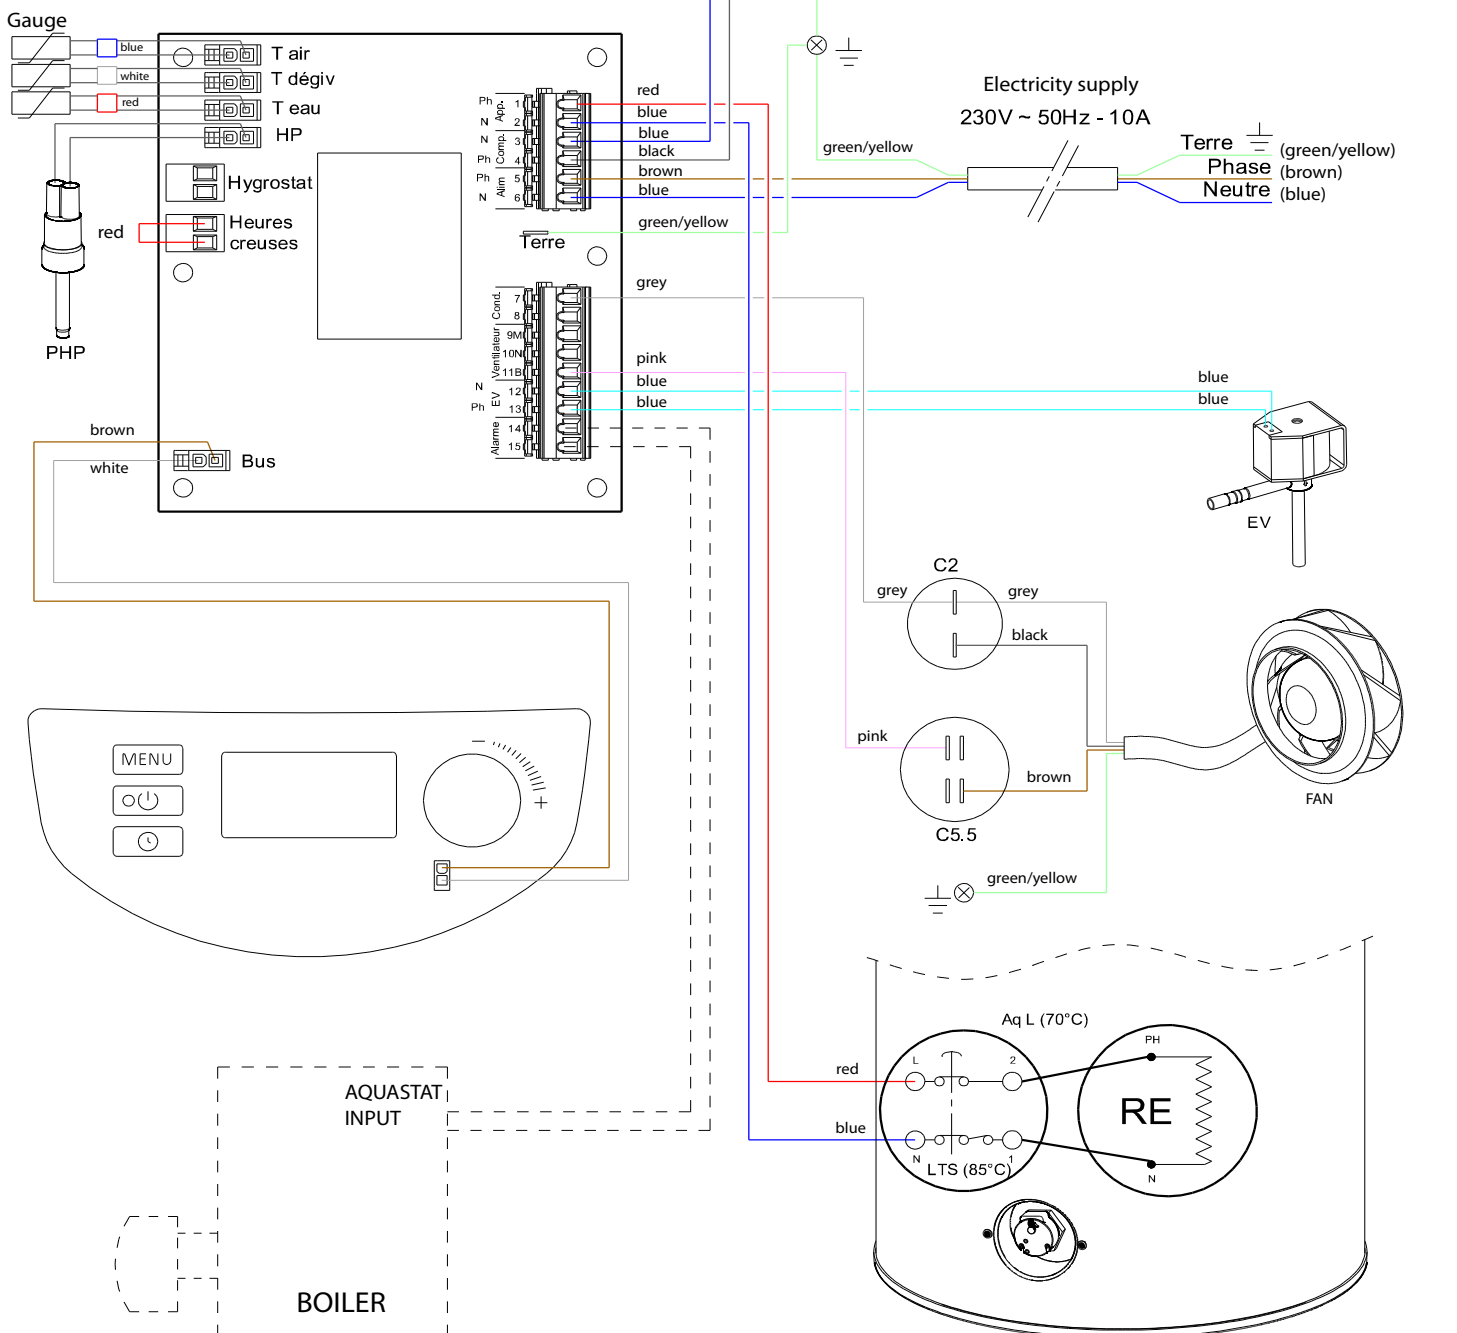 Gauge
blue
T air
white
T dégiv
red
T eau
HP
Hygrostat
red
Heures
creuses
PHP
App.
Comp.
Alim
Ph 1
N 2
N 3
Ph 4
Ph 5
N 6
red
blue
blue
black
brown
blue
green/yellow
Terre
green/yellow
Electricity supply
230V ~ 50Hz - 10A
Terre (green/yellow)
Phase (brown)
Neutre (blue)
Cond.
Ventilateur
EV
Alarme
7
8
9M
10N
11B
N 12
Ph 13
14
15
grey
pink
blue
blue
blue
blue
EV
brown
white
Bus
C2
grey
grey
black
pink
brown
C5.5
FAN
green/yellow
MENU
Aq L (70°C)
L
2
PH
red
RE
blue
N
1
LTS (85°C)
N
AQUASTAT
INPUT
BOILER